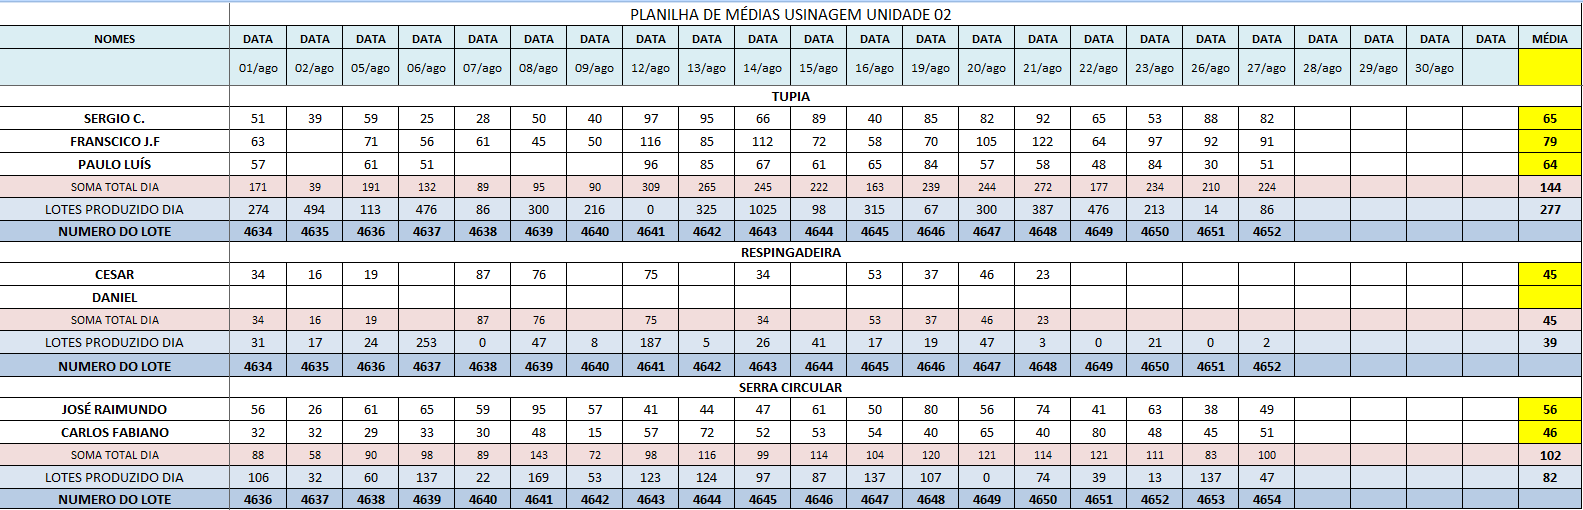 PLANILHA DE MÉDIAS USINAGEM UNIDADE 02
NOMES DATA DATA DATA DATA DATA DATA DATA DATA DATA DATA DATA DATA DATA DATA DATA DATA DATA DATA DATA DATA DATA DATA DATA MÉDIA
01/ago 02/ago 05/ago 06/ago 07/ago 08/ago 09/ago 12/ago 13/ago 14/ago 15/ago 16/ago 19/ago 20/ago 21/ago 22/ago 23/ago 26/ago 27/ago 28/ago 29/ago 30/ago
TUPIA
SERGIO C. 51 39 59 25 28 50 40 97 95 66 89 40 85 82 92 65 53 88 82 65
FRANSCICO J.F 63 71 56 61 45 50 116 85 112 72 58 70 105 122 64 97 92 91 79
PAULO LUÍS 57 61 51 96 85 67 61 65 84 57 58 48 84 30 51 64
SOMA TOTAL DIA 171 39 191 132 89 95 90 309 265 245 222 163 239 244 272 177 234 210 224 144
LOTES PRODUZIDO DIA 274 494 113 476 86 300 216 0 325 1025 98 315 67 300 387 476 213 14 86 277
NUMERO DO LOTE 4634 4635 4636 4637 4638 4639 4640 4641 4642 4643 4644 4645 4646 4647 4648 4649 4650 4651 4652
RESPINGADEIRA
CESAR 34 16 19 87 76 75 34 53 37 46 23 45
DANIEL
SOMA TOTAL DIA 34 16 19 87 76 75 34 53 37 46 23 45
LOTES PRODUZIDO DIA 31 17 24 253 0 47 8 187 5 26 41 17 19 47 3 0 21 0 2 39
NUMERO DO LOTE 4634 4635 4636 4637 4638 4639 4640 4641 4642 4643 4644 4645 4646 4647 4648 4649 4650 4651 4652
SERRA CIRCULAR
JOSÉ RAIMUNDO 56 26 61 65 59 95 57 41 44 47 61 50 80 56 74 41 63 38 49 56
CARLOS FABIANO 32 32 29 33 30 48 15 57 72 52 53 54 40 65 40 80 48 45 51 46
SOMA TOTAL DIA 88 58 90 98 89 143 72 98 116 99 114 104 120 121 114 121 111 83 100 102
LOTES PRODUZIDO DIA 106 32 60 137 22 169 53 123 124 97 87 137 107 0 74 39 13 137 47 82
NUMERO DO LOTE 4636 4637 4638 4639 4640 4641 4642 4643 4644 4645 4646 4647 4648 4649 4650 4651 4652 4653 4654